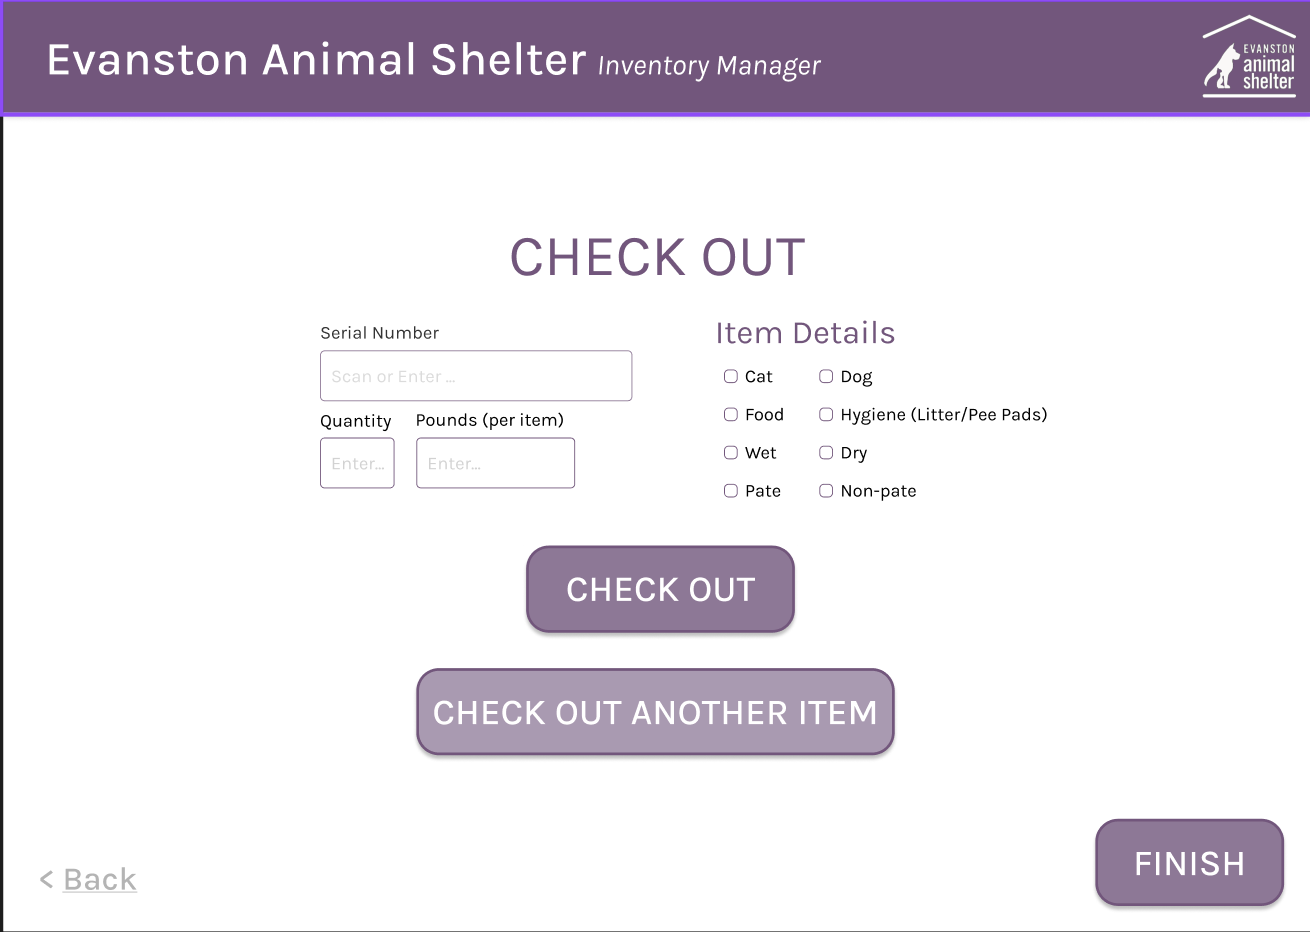 Evanston Animal Shelter Inventory Manager
EVANSTON
animal
shelter
CHECK OUT
Serial Number
Scan or Enter ...
Quantity Pounds (per item)
Enter... Enter...
Item Details
Cat Dog
Food Hygiene (Litter/Pee Pads)
Wet Dry
Pate Non-pate
CHECK OUT
CHECK OUT ANOTHER ITEM
< Back
FINISH